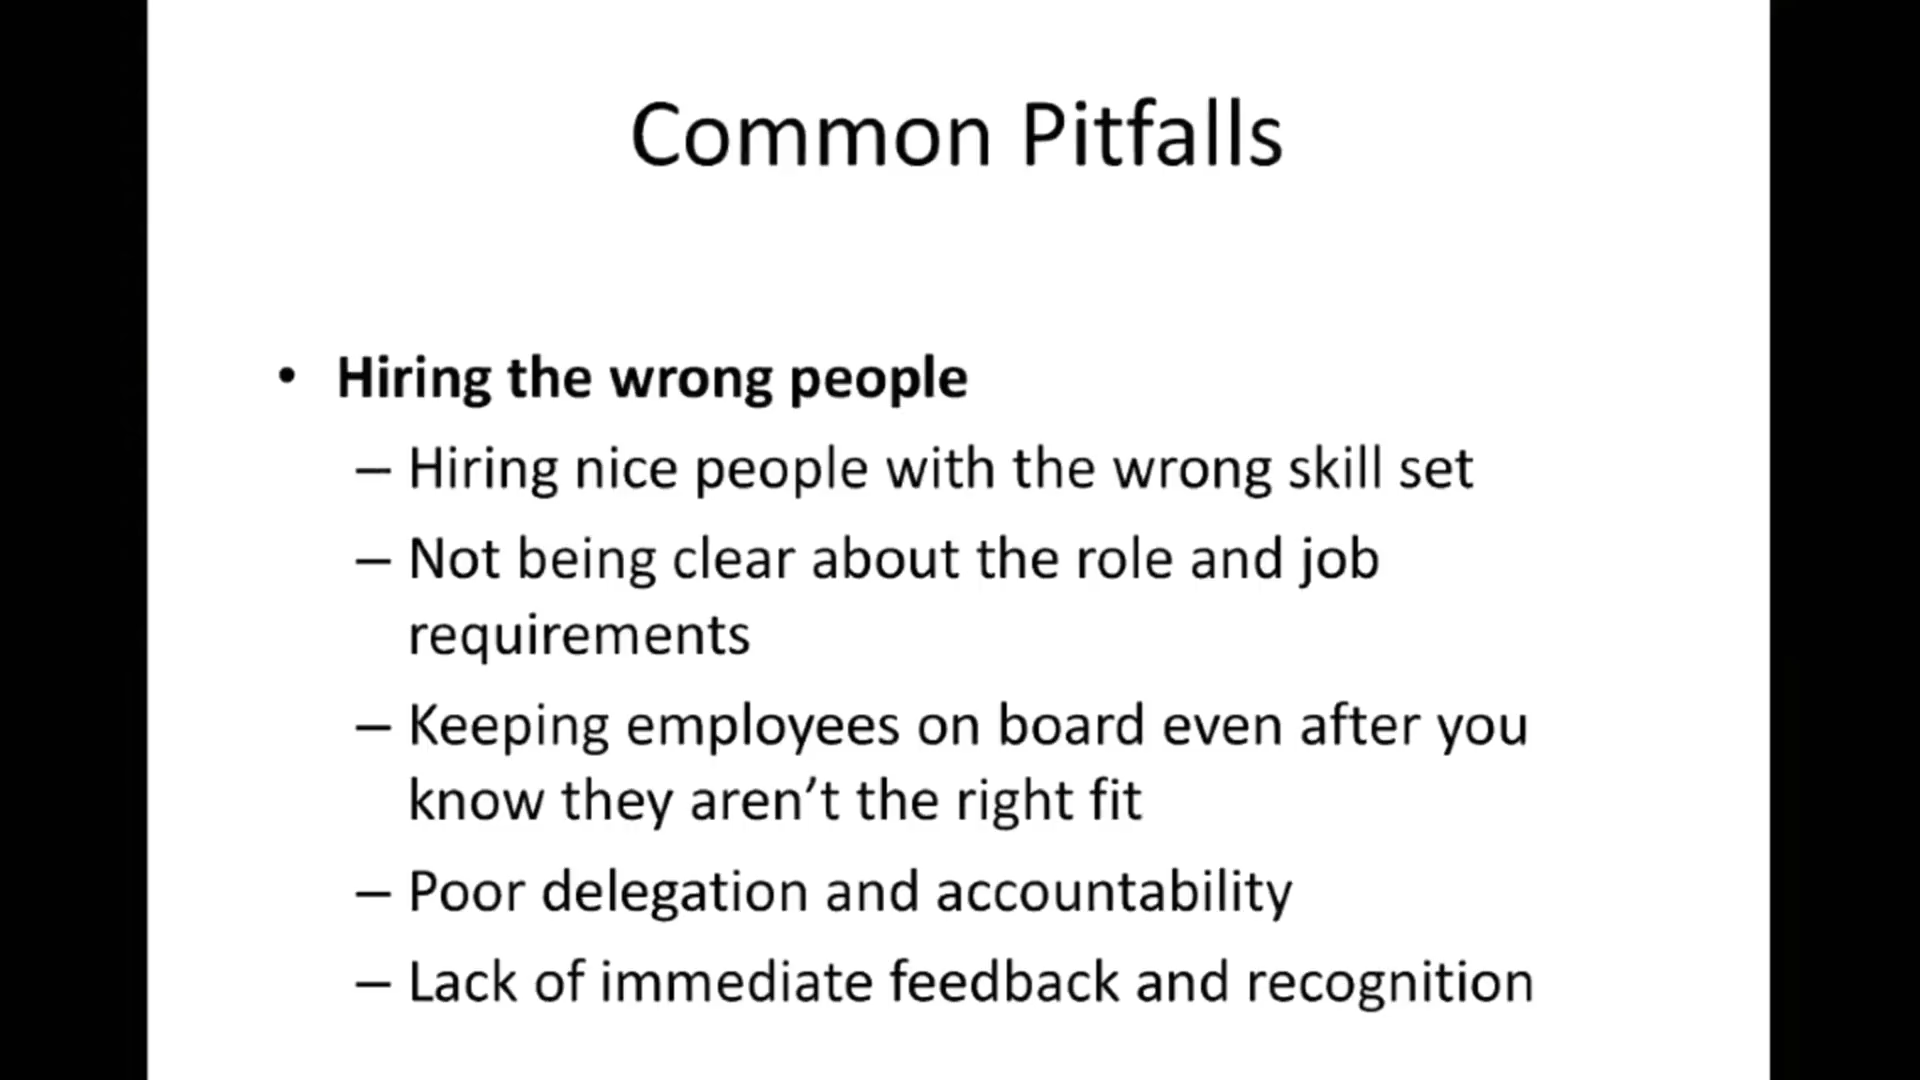 Common Pitfalls
• Hiring the wrong people
– Hiring nice people with the wrong skill set
– Not being clear about the role and job
requirements
– Keeping employees on board even after you
know they aren’t the right fit
– Poor delegation and accountability
– Lack of immediate feedback and recognition